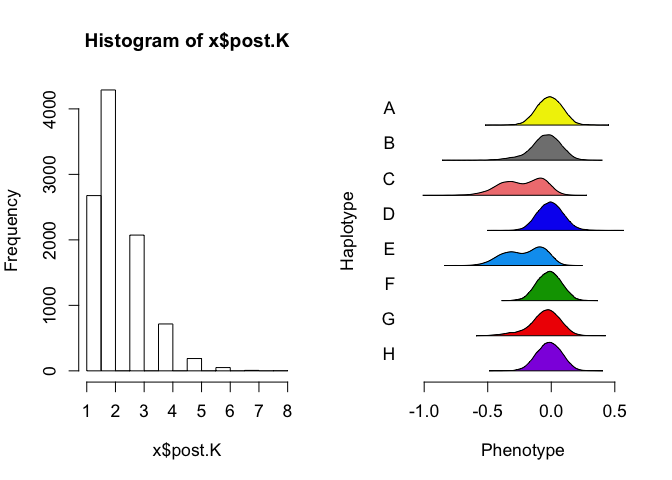 Histogram of x$post.K
Frequency
0
1000
2000
3000
4000
1 2 3 4 5 6 7 8
x$post.K
Haplotype
A
B
C
D
E
F
G
H
-1.0 -0.5 0.0 0.5
Phenotype